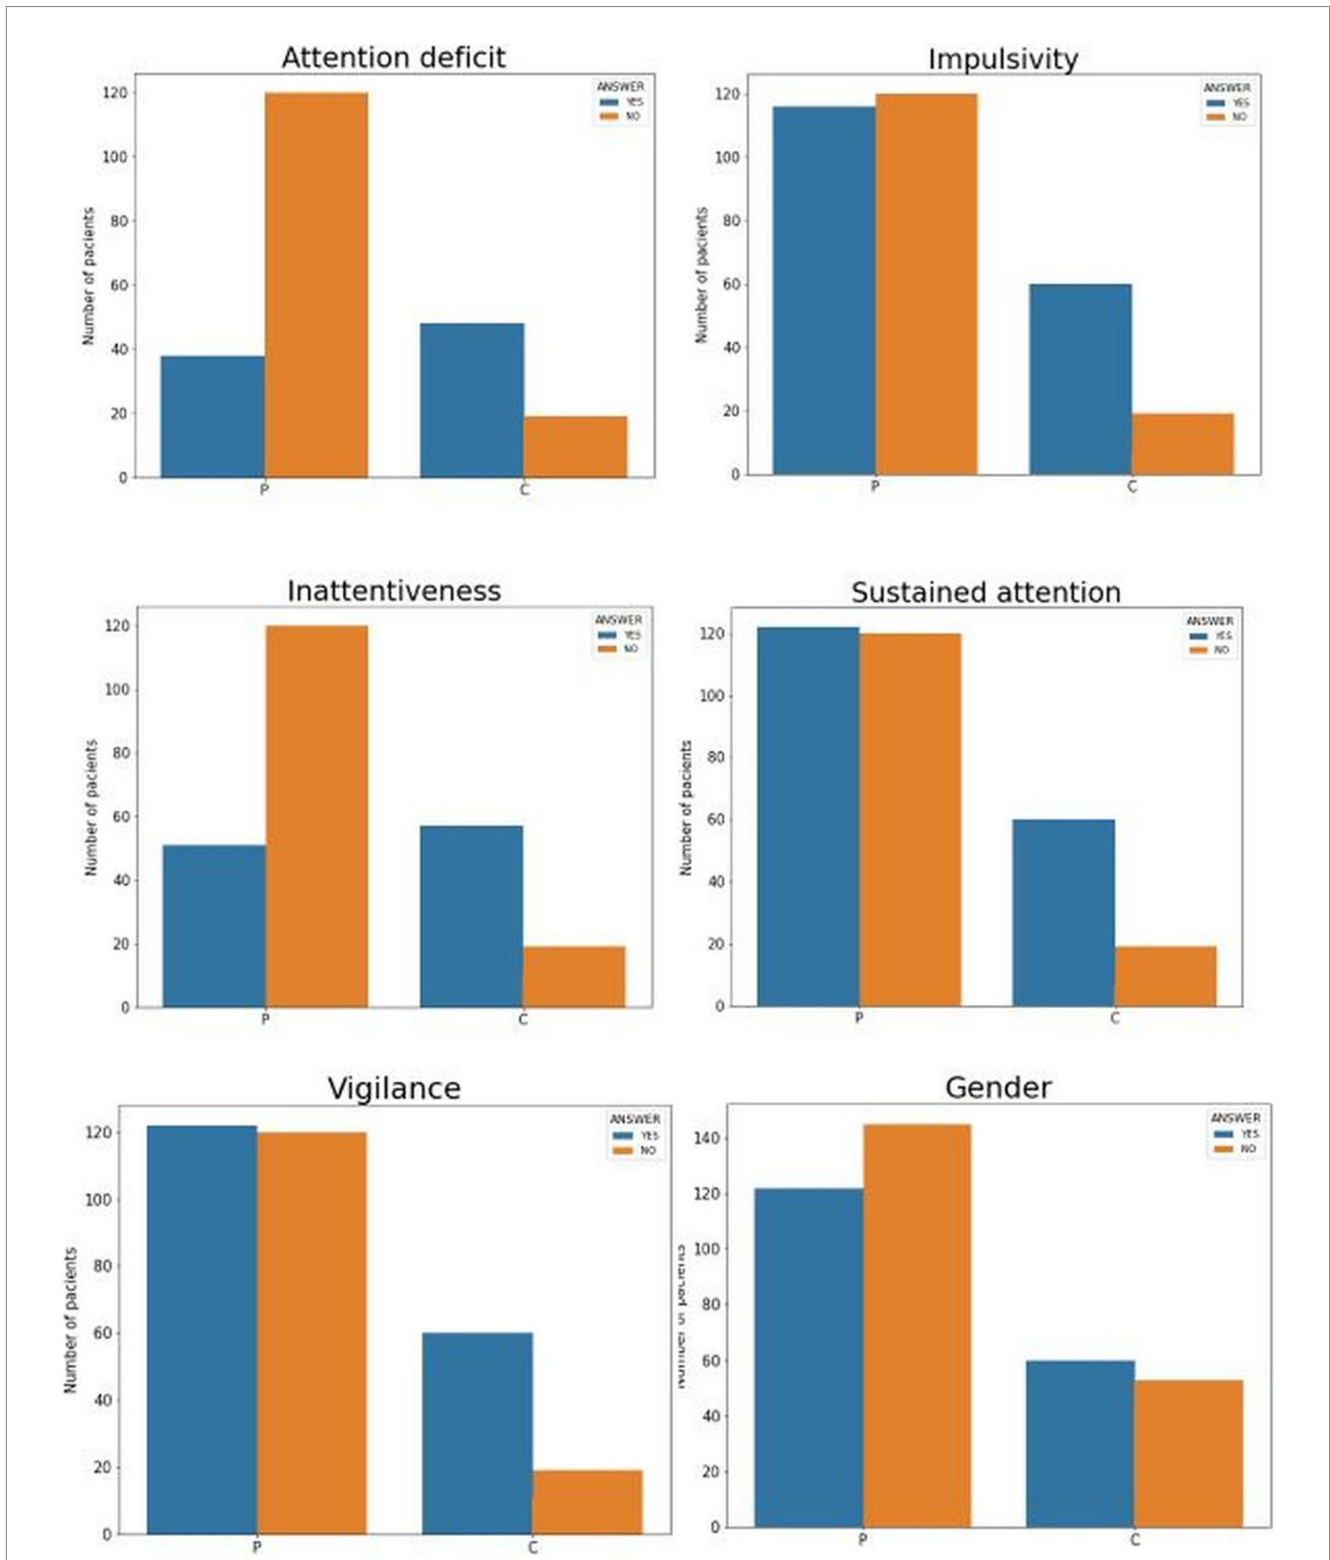 Attention deficit
ANSWER
YES
NO
120
100
80
60
40
20
0
Number of pacients
P
C
Impulsivity
ANSWER
YES
NO
120
100
80
60
40
20
0
Number of pacients
P
C
Inattentiveness
ANSWER
YES
NO
120
100
80
60
40
20
0
Number of pacients
P
C
Sustained attention
ANSWER
YES
NO
120
100
80
60
40
20
0
Number of pacients
P
C
Vigilance
ANSWER
YES
NO
120
100
80
60
40
20
0
Number of pacients
P
C
Gender
ANSWER
YES
NO
140
120
100
80
60
40
20
0
Number of pacients
P
C